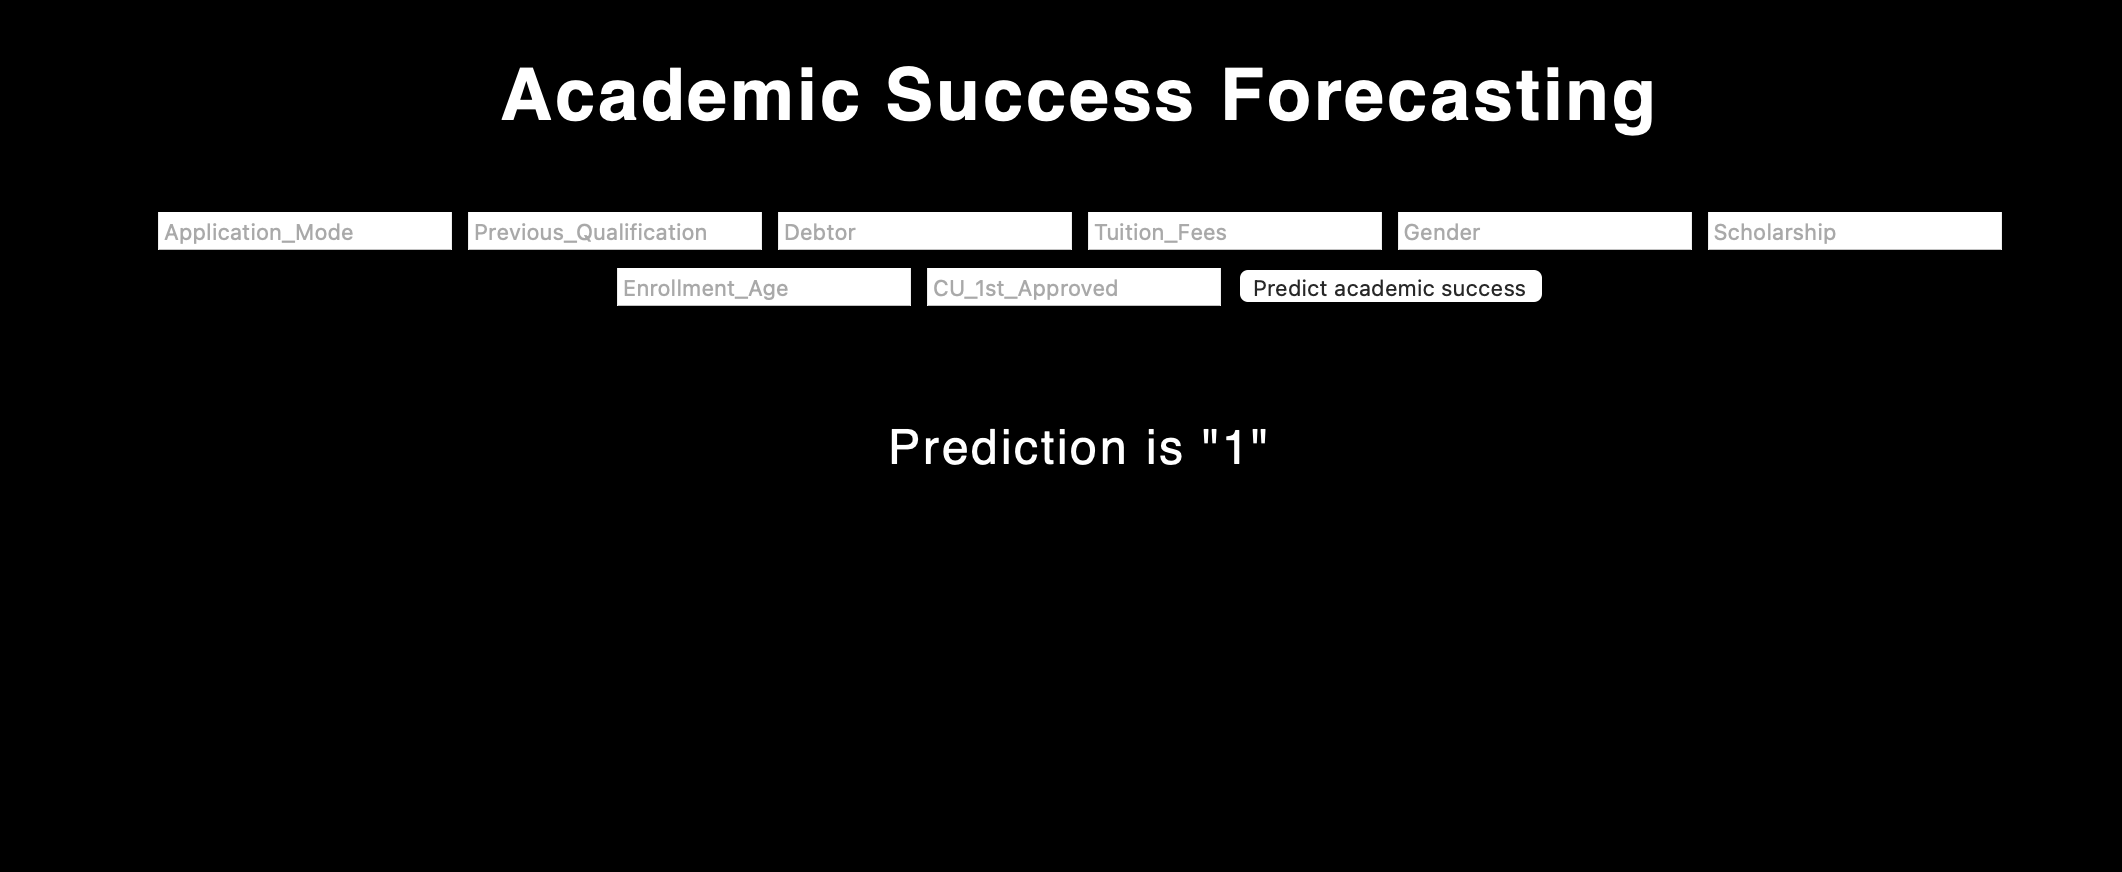 Academic Success Forecasting
Application_Mode Previous_Qualification Debtor Tuition_Fees Gender Scholarship
Enrollment_Age CU_1st_Approved Predict academic success
Prediction is "1"